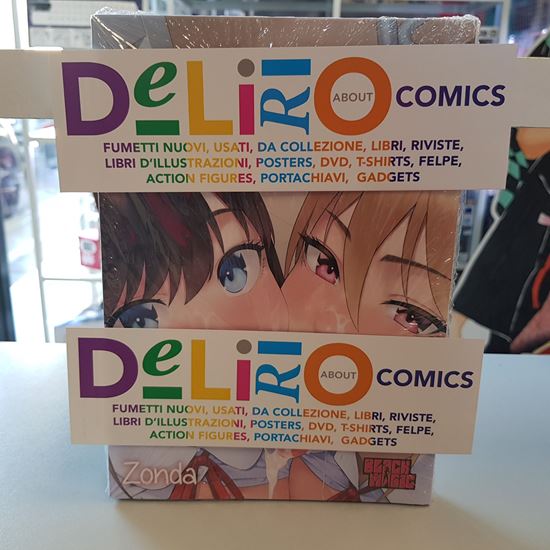 DeLiRIO ABOUT COMICS
FUMETTI NUOVI, USATI, DA COLLEZIONE, LIBRI, RIVISTE,
LIBRI D'ILLUSTRAZIONI, POSTERS, DVD, T-SHIRTS, FELPE,
ACTION FIGURES, PORTACHIAVI, GADGETS
DeLiRIO ABOUT COMICS
FUMETTI NUOVI, USATI, DA COLLEZIONE, LIBRI, RIVISTE,
LIBRI D'ILLUSTRAZIONI, POSTERS, DVD, T-SHIRTS, FELPE,
ACTION FIGURES, PORTACHIAVI, GADGETS
Zonda
BLACK
MAGIC